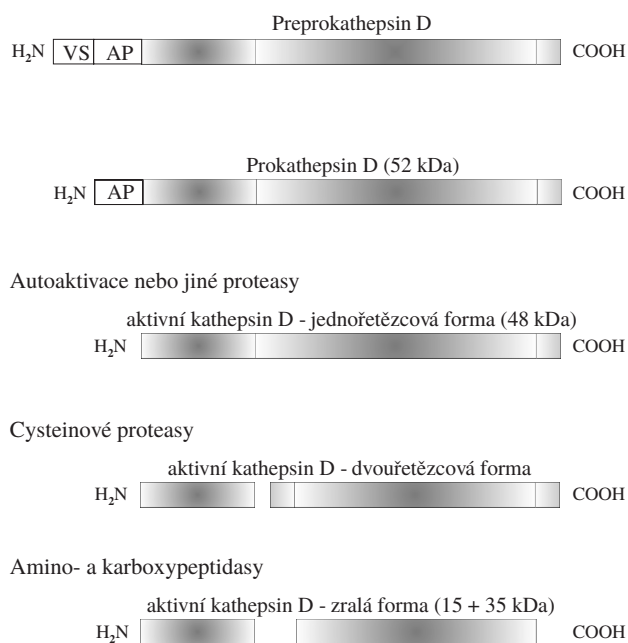 Preprokathepsin D
H₂N VS AP COOH
Prokathepsin D (52 kDa)
H₂N AP COOH
Autoaktivace nebo jiné proteasy
aktivní kathepsin D - jednořetězcová forma (48 kDa)
H₂N COOH
Cysteinové proteasy
aktivní kathepsin D - dvouřetězcová forma
H₂N COOH
Amino- a karboxypeptidasy
aktivní kathepsin D - zralá forma (15 + 35 kDa)
H₂N COOH